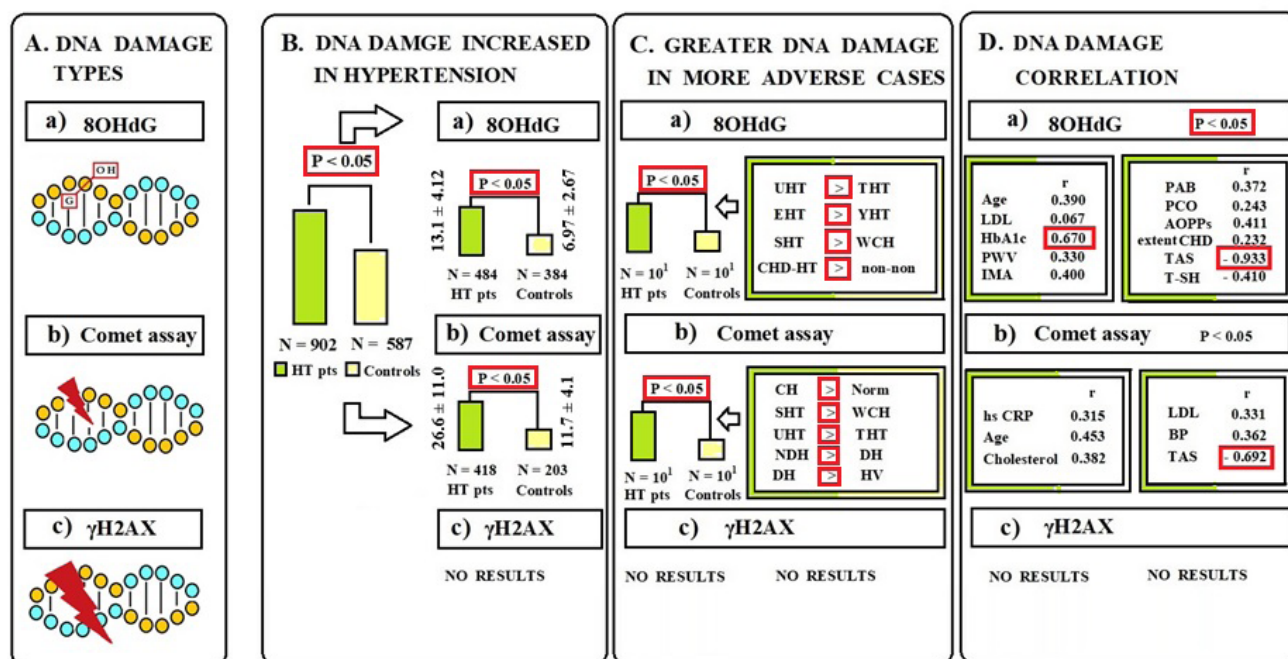 A. DNA DAMAGE
TYPES
a) 8OHdG
OH
G
b) Comet assay
c) γH2AX
B. DNA DAMGE INCREASED
IN HYPERTENSION
P < 0.05
N = 902 N = 587
HT pts Controls
a) 8OHdG
13.1 ± 4.12
P < 0.05
6.97 ± 2.67
N = 484 N = 384
HT pts Controls
b) Comet assay
26.6 ± 11.0
P < 0.05
11.7 ± 4.1
N = 418 N = 203
HT pts Controls
c) γH2AX
NO RESULTS
C. GREATER DNA DAMAGE
IN MORE ADVERSE CASES
a) 8OHdG
P < 0.05
N = 10¹ N = 10¹
HT pts Controls
UHT > THT
EHT > YHT
SHT > WCH
CHD-HT > non-non
b) Comet assay
P < 0.05
N = 10¹ N = 10¹
HT pts Controls
CH > Norm
SHT > WCH
UHT > THT
NDH > DH
DH > HV
c) γH2AX
NO RESULTS NO RESULTS
D. DNA DAMAGE
CORRELATION
a) 8OHdG P < 0.05
r
Age 0.390
LDL 0.067
HbA1c 0.670
PWV 0.330
IMA 0.400
r
PAB 0.372
PCO 0.243
AOPPs 0.411
extent CHD 0.232
TAS - 0.933
T-SH - 0.410
b) Comet assay P < 0.05
r
hs CRP 0.315
Age 0.453
Cholesterol 0.382
r
LDL 0.331
BP 0.362
TAS - 0.692
c) γH2AX
NO RESULTS NO RESULTS